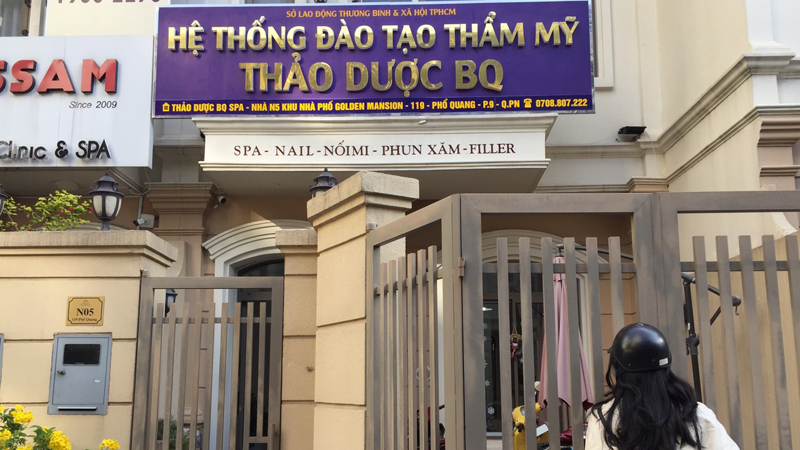 SSAM
Since 2009
Clinic & SPA
SỞ LAO ĐỘNG THƯƠNG BINH & XÃ HỘI TPHCM
HỆ THỐNG ĐÀO TẠO THẨM MỸ
THẢO DƯỢC BQ
THẢO DƯỢC BQ SPA - NHÀ N5 KHU NHÀ PHỐ GOLDEN MANSION - 119 - PHỔ QUANG - P.9 - Q.PN 0708.807.222
SPA - NAIL - NỐIMI - PHUN XĂM - FILLER
N05